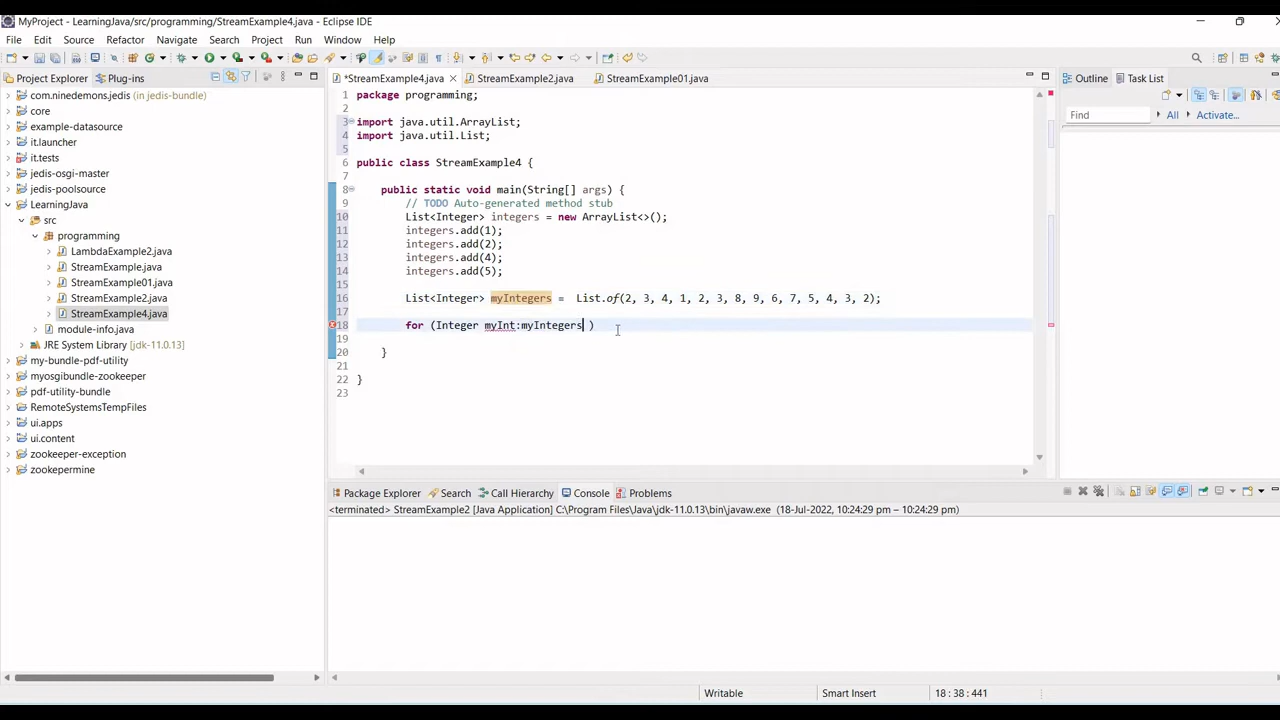 MyProject - LearningJava/src/programming/StreamExample4.java - Eclipse IDE
File Edit Source Refactor Navigate Search Project Run Window Help
Project Explorer Plug-ins
com.ninedemons.jedis (in jedis-bundle)
core
example-datasource
it.launcher
it.tests
jedis-osgi-master
jedis-poolsource
LearningJava
src
programming
LambdaExample2.java
StreamExample.java
StreamExample01.java
StreamExample2.java
StreamExample4.java
module-info.java
JRE System Library [jdk-11.0.13]
my-bundle-pdf-utility
myosgibundle-zookeeper
pdf-utility-bundle
RemoteSystemsTempFiles
ui.apps
ui.content
zookeeper-exception
zookepermine
*StreamExample4.java StreamExample2.java StreamExample01.java
1 package programming;
2
3 import java.util.ArrayList;
4 import java.util.List;
5
6 public class StreamExample4 {
7
8 public static void main(String[] args) {
9 // TODO Auto-generated method stub
10 List<Integer> integers = new ArrayList<>();
11 integers.add(1);
12 integers.add(2);
13 integers.add(4);
14 integers.add(5);
15
16 List<Integer> myIntegers = List.of(2, 3, 4, 1, 2, 3, 8, 9, 6, 7, 5, 4, 3, 2);
17
18 for (Integer myInt:myIntegers )
19
20 }
21
22 }
23
Outline Task List
Find All Activate...
Package Explorer Search Call Hierarchy Console Problems
<terminated> StreamExample2 [Java Application] C:\Program Files\Java\jdk-11.0.13\bin\javaw.exe (18-Jul-2022, 10:24:29 pm – 10:24:29 pm)
Writable Smart Insert 18 : 38 : 441